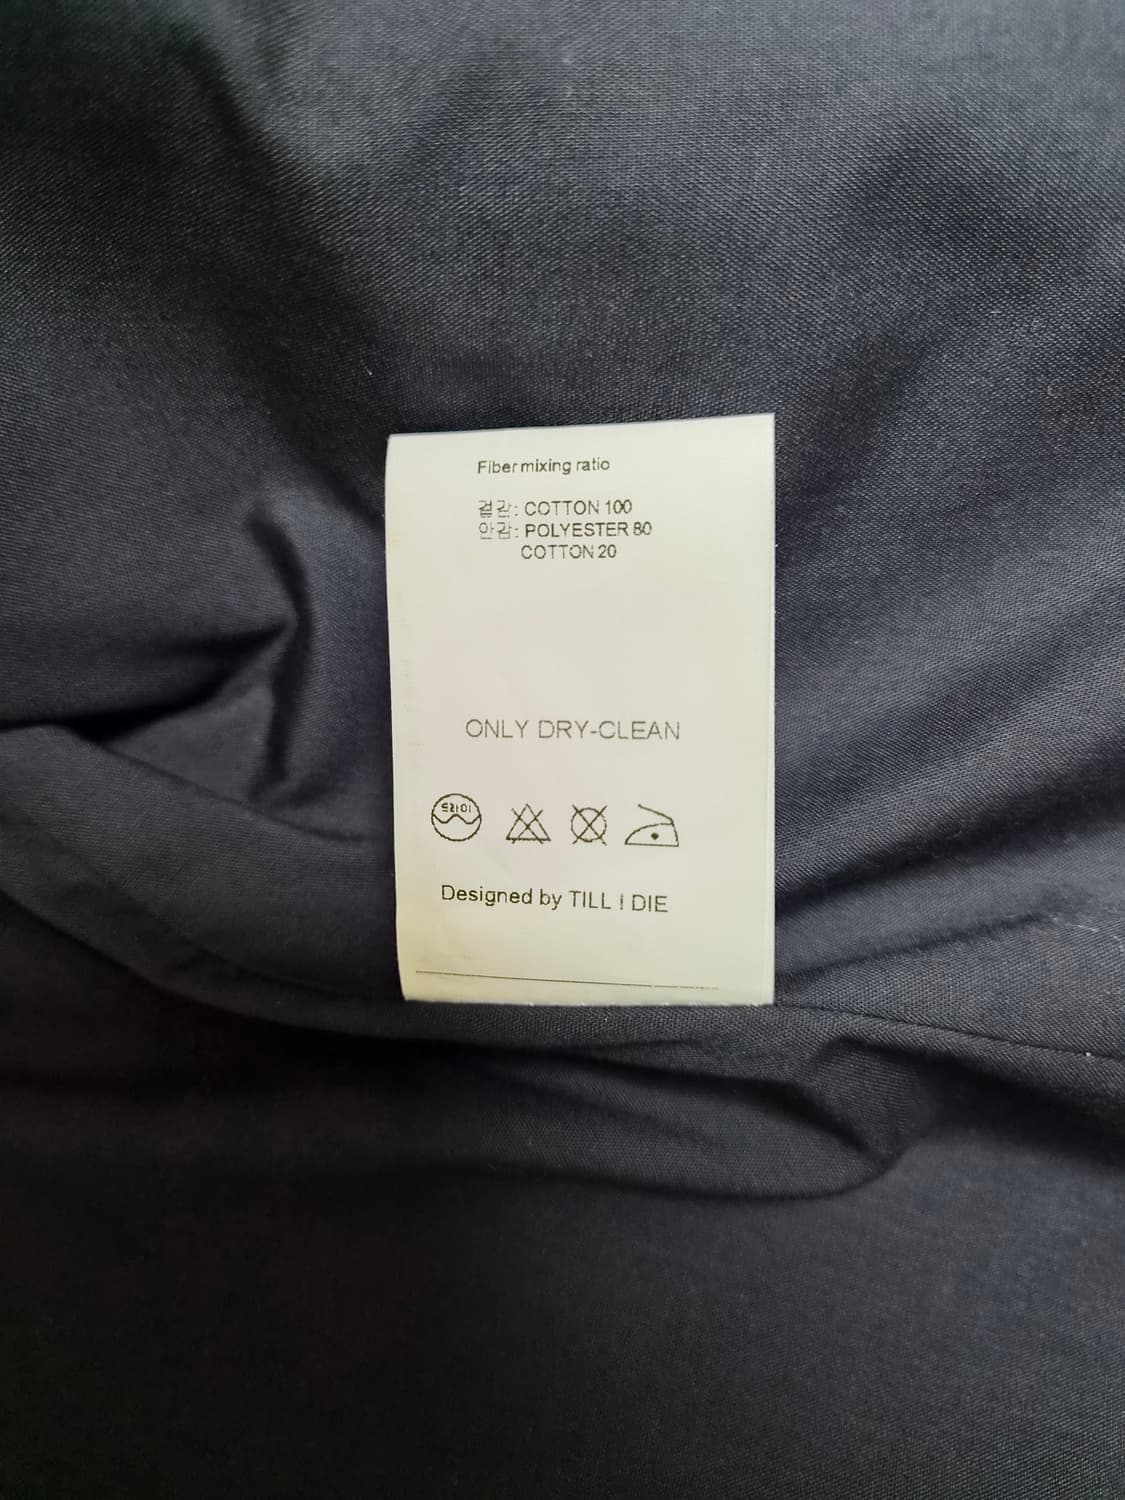 Fiber mixing ratio
겉감: COTTON 100
안감: POLYESTER 80
COTTON 20
ONLY DRY-CLEAN
드라이
Designed by TILL I DIE